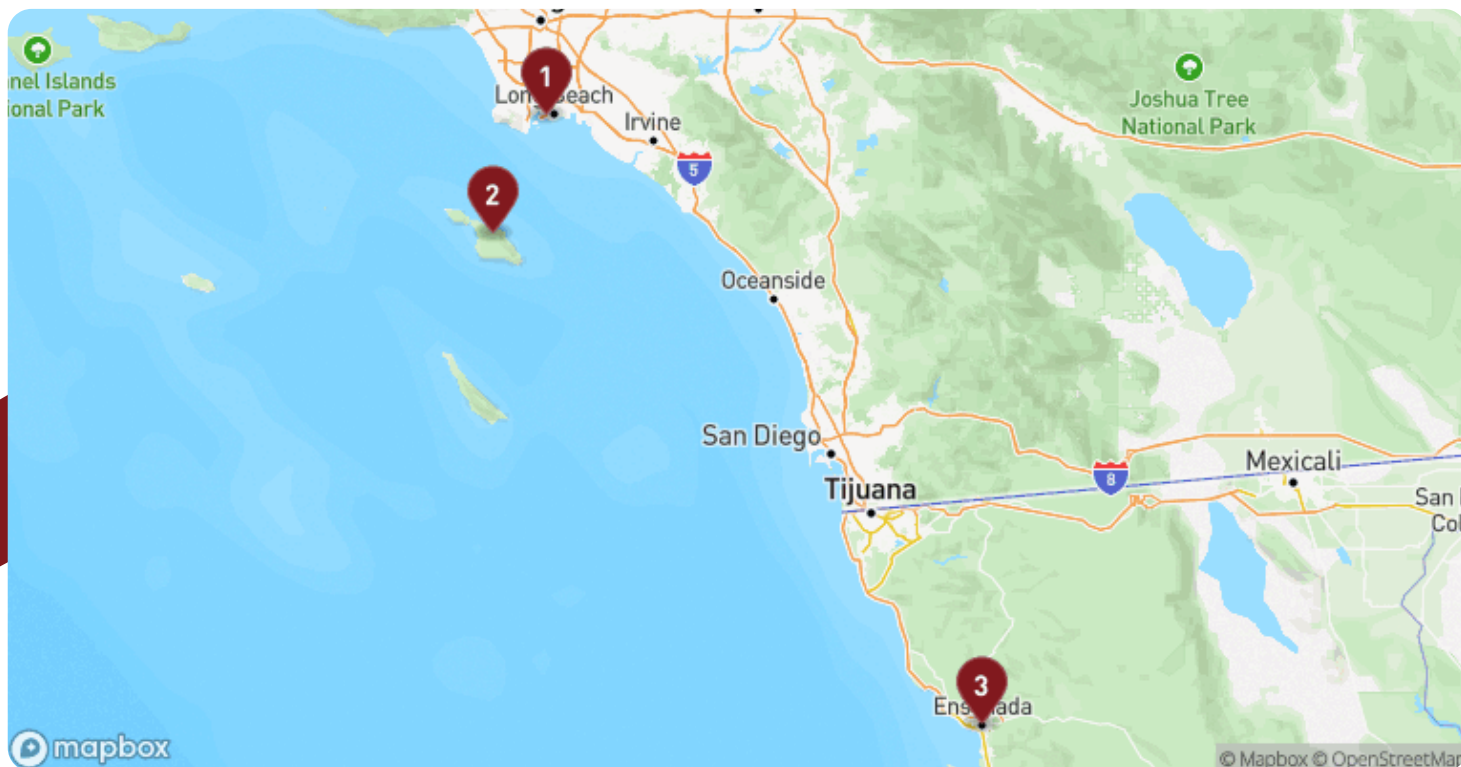 nel Islands
ional Park
1
Long Beach
Irvine
5
Joshua Tree
National Park
2
Oceanside
San Diego
Tijuana
8
Mexicali
San
Col
3
Ensenada
mapbox
© Mapbox © OpenStreetMap